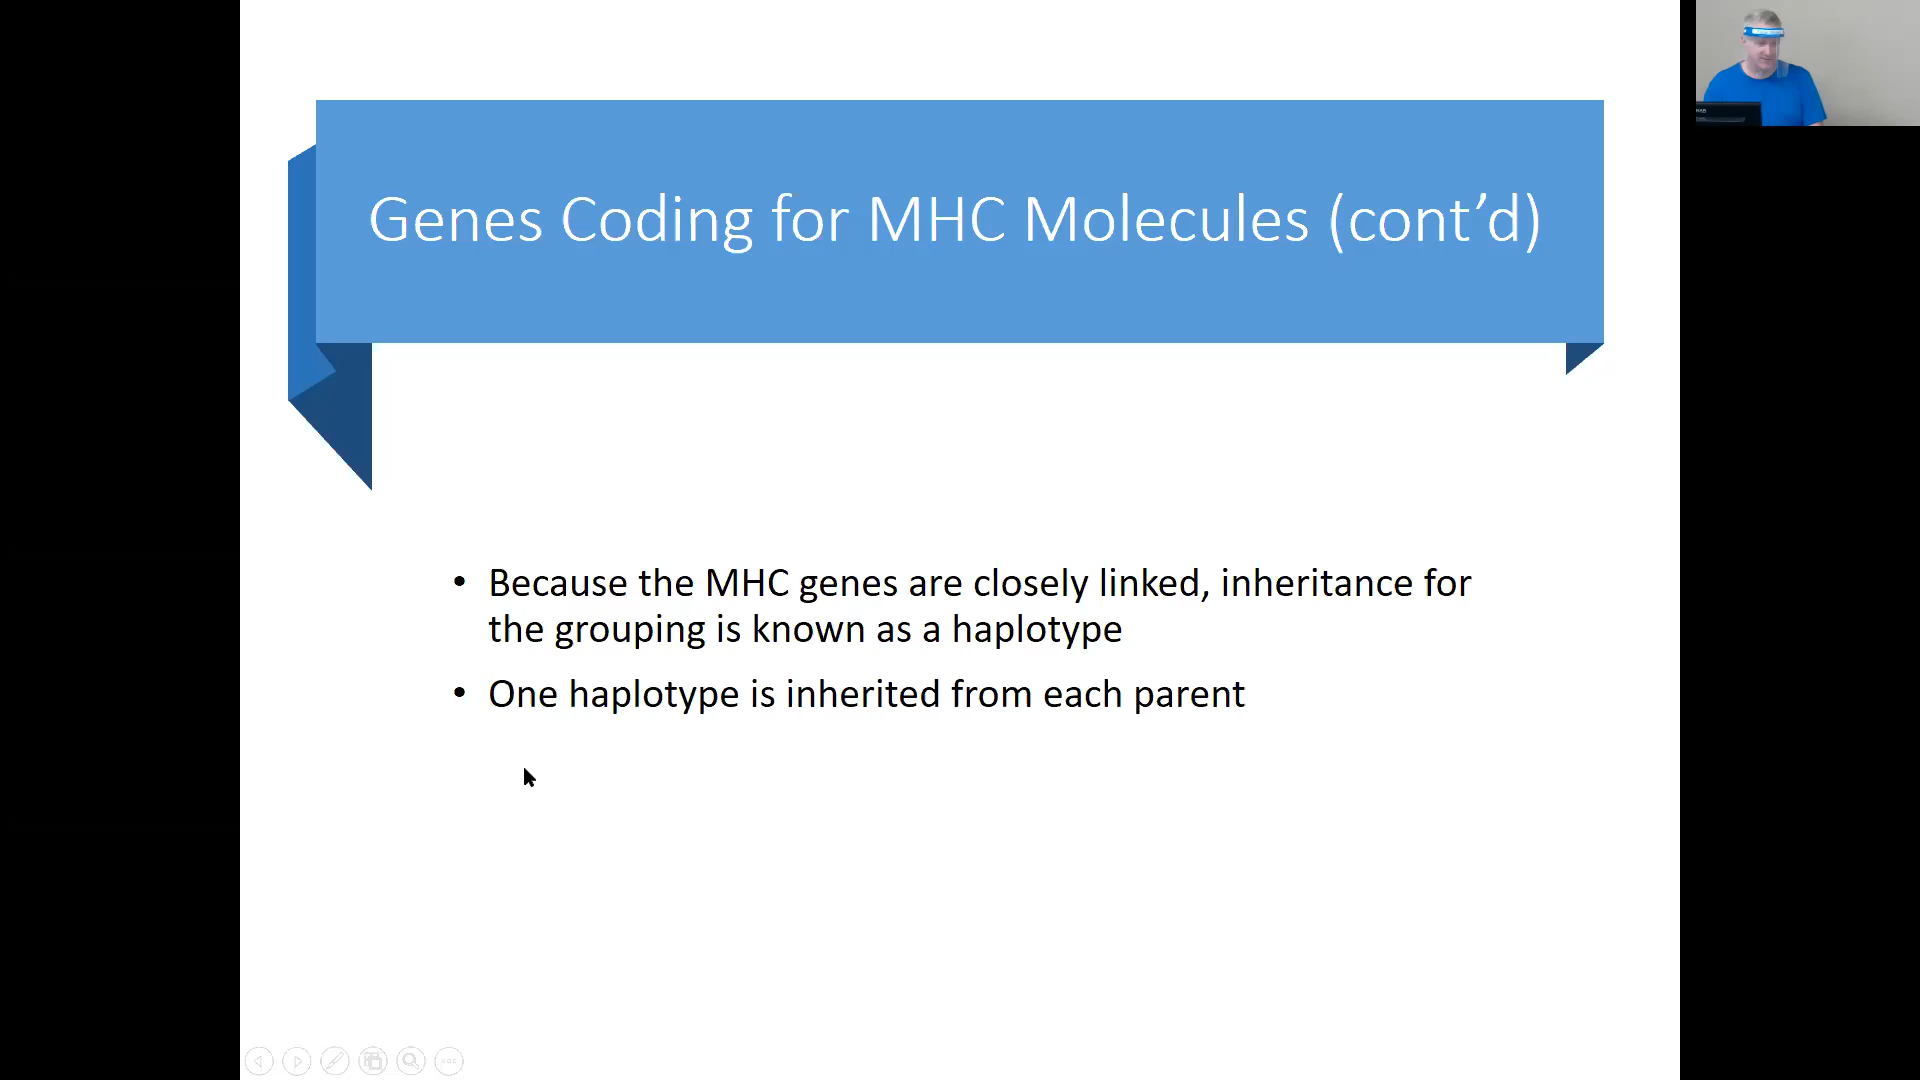 Genes Coding for MHC Molecules (cont’d)
• Because the MHC genes are closely linked, inheritance for
the grouping is known as a haplotype
• One haplotype is inherited from each parent